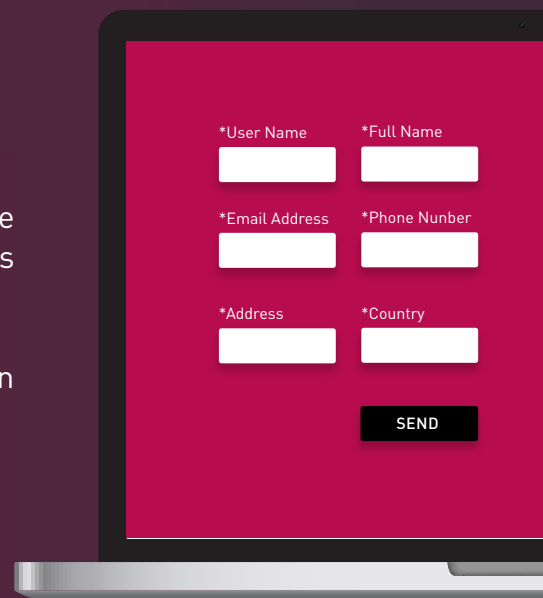 *User Name *Full Name
*Email Address *Phone Nunber
e
s
*Address *Country
n
SEND